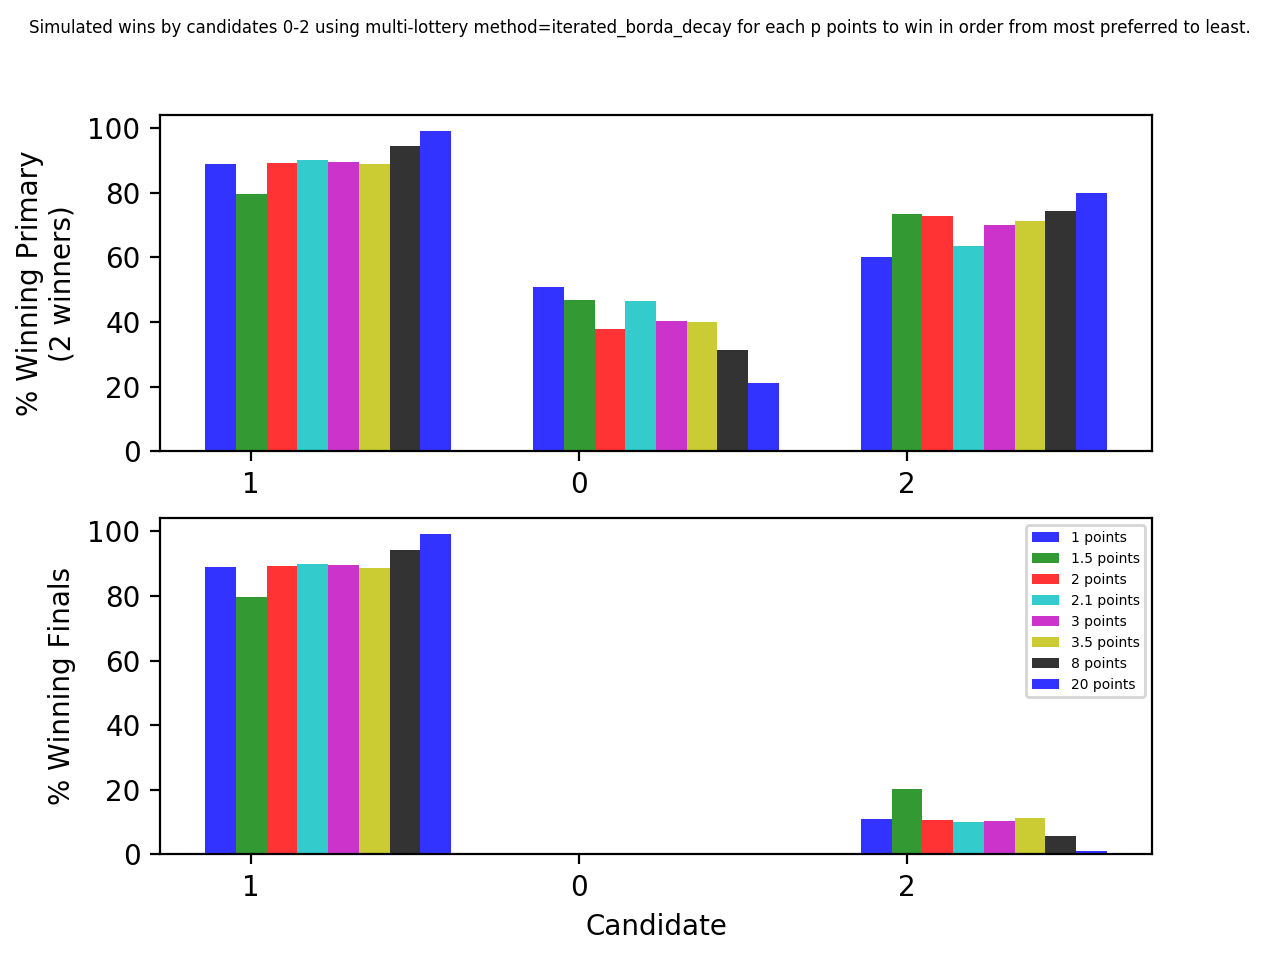 Simulated wins by candidates 0-2 using multi-lottery method=iterated_borda_decay for each p points to win in order from most preferred to least.
% Winning Primary
(2 winners)
100
80
60
40
20
0
1
0
2
% Winning Finals
100
80
60
40
20
0
1 points
1.5 points
2 points
2.1 points
3 points
3.5 points
8 points
20 points
1
0
2
Candidate